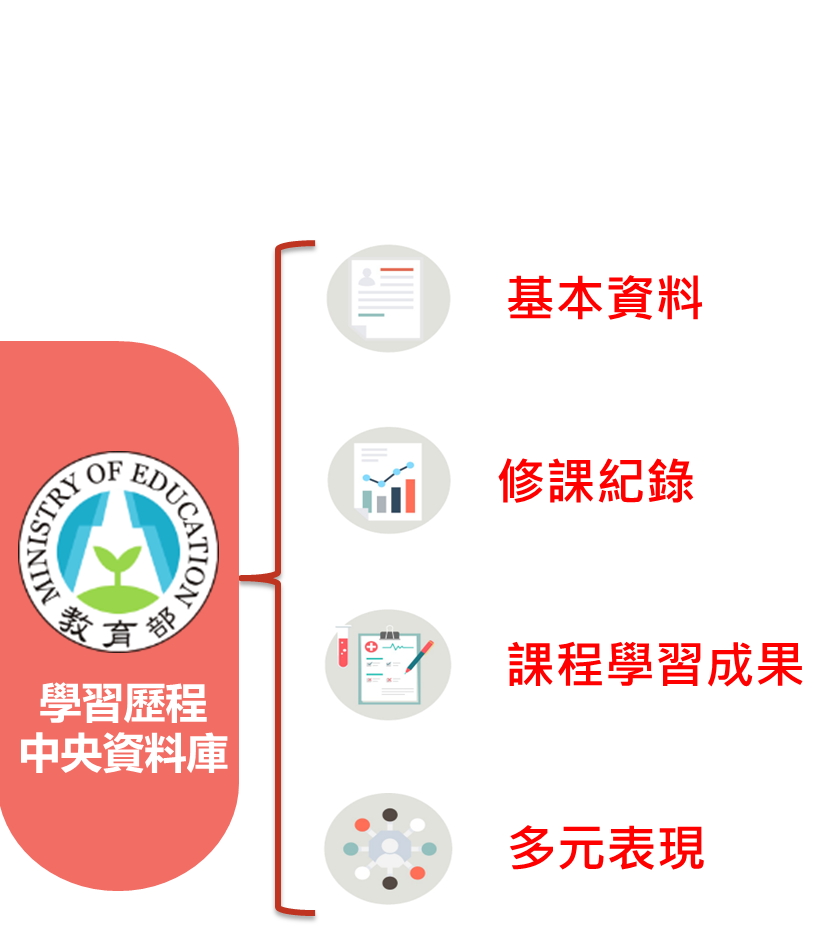 基本資料
修課紀錄
MINISTRY OF EDUCATION
教育部
學習歷程
中央資料庫
課程學習成果
多元表現